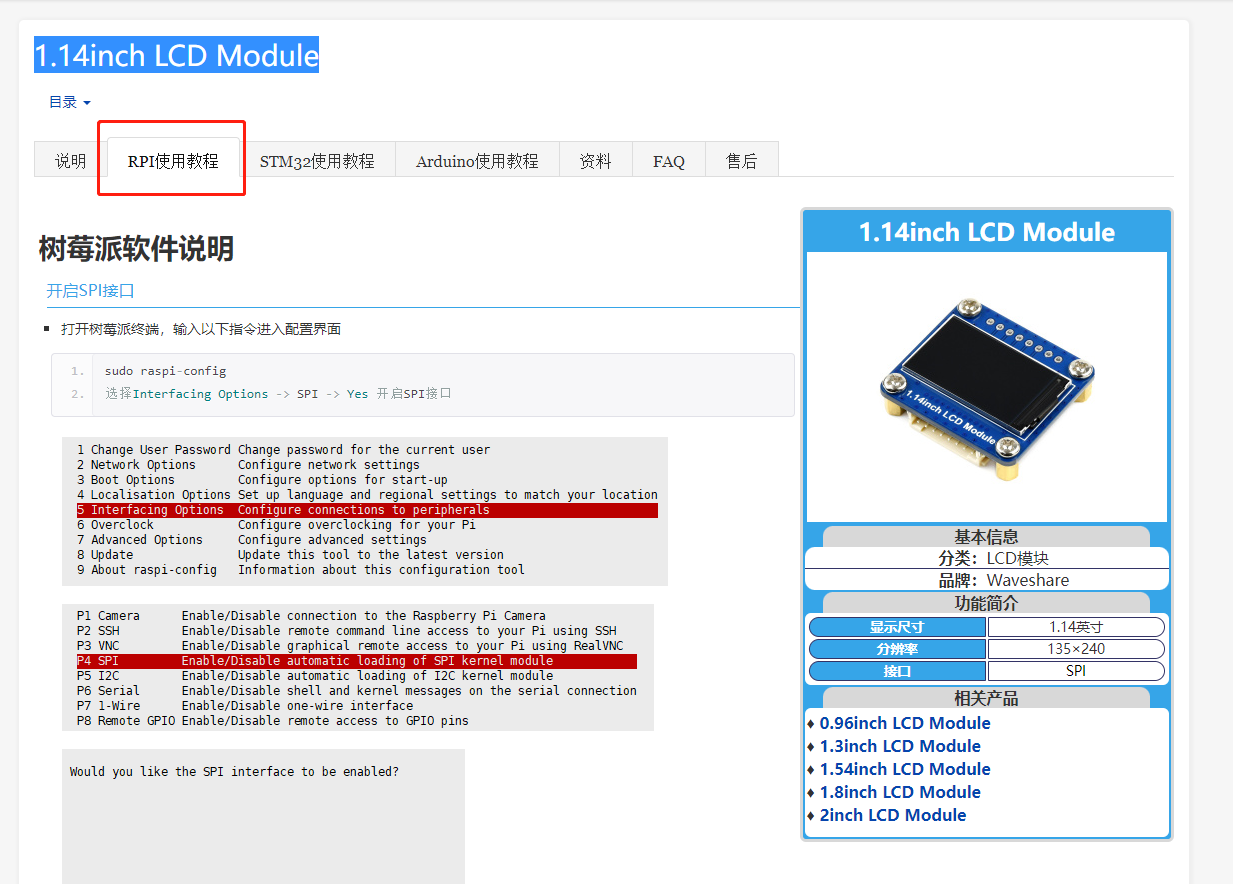 1.14inch LCD Module
目录
说明 RPI使用教程 STM32使用教程 Arduino使用教程 资料 FAQ 售后
树莓派软件说明
开启SPI接口
打开树莓派终端，输入以下指令进入配置界面
1. sudo raspi-config
2. 选择Interfacing Options -> SPI -> Yes 开启SPI接口
1 Change User Password Change password for the current user
2 Network Options Configure network settings
3 Boot Options Configure options for start-up
4 Localisation Options Set up language and regional settings to match your location
5 Interfacing Options Configure connections to peripherals
6 Overclock Configure overclocking for your Pi
7 Advanced Options Configure advanced settings
8 Update Update this tool to the latest version
9 About raspi-config Information about this configuration tool
P1 Camera Enable/Disable connection to the Raspberry Pi Camera
P2 SSH Enable/Disable remote command line access to your Pi using SSH
P3 VNC Enable/Disable graphical remote access to your Pi using RealVNC
P4 SPI Enable/Disable automatic loading of SPI kernel module
P5 I2C Enable/Disable automatic loading of I2C kernel module
P6 Serial Enable/Disable shell and kernel messages on the serial connection
P7 1-Wire Enable/Disable one-wire interface
P8 Remote GPIO Enable/Disable remote access to GPIO pins
Would you like the SPI interface to be enabled?
1.14inch LCD Module
1.14inch LCD Module
基本信息
分类：LCD模块
品牌：Waveshare
功能简介
显示尺寸 1.14英寸
分辨率 135×240
接口 SPI
相关产品
♦ 0.96inch LCD Module
♦ 1.3inch LCD Module
♦ 1.54inch LCD Module
♦ 1.8inch LCD Module
♦ 2inch LCD Module